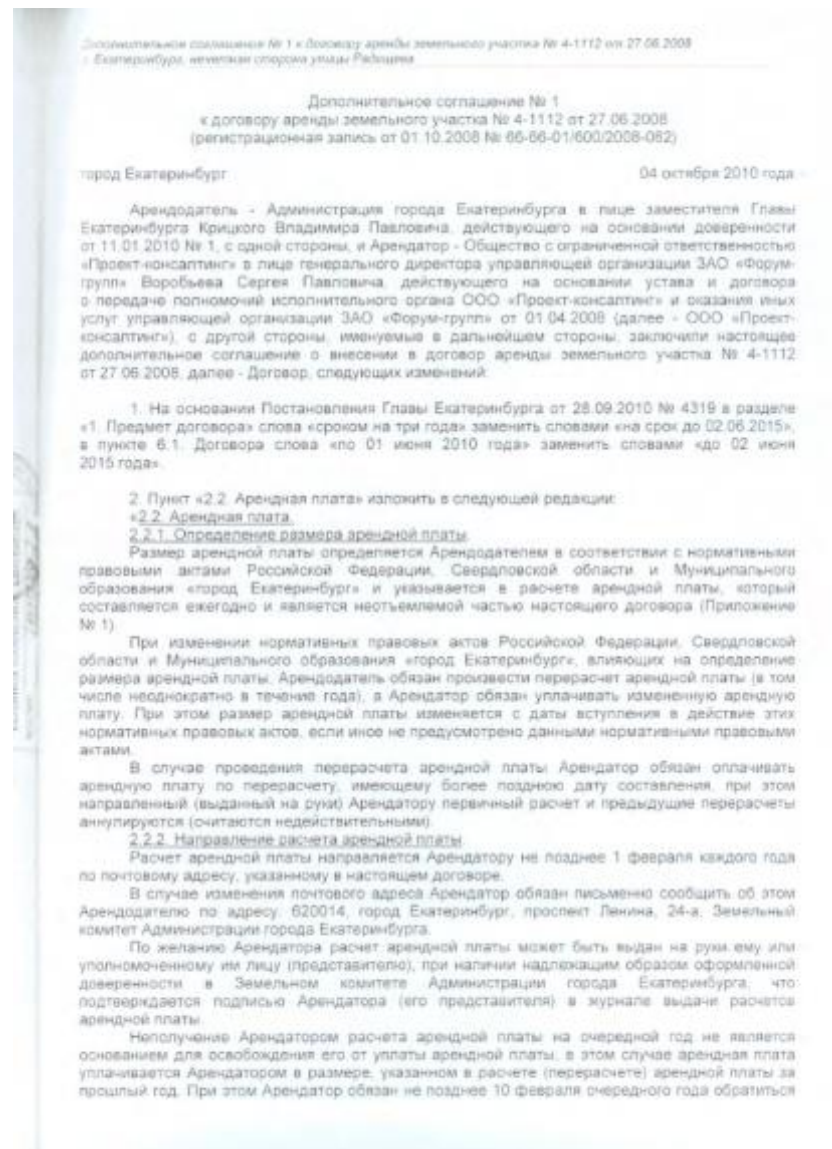 Дополнительное соглашение № 1 к договору аренды земельного участка № 4-1112 от 27.06.2008
г. Екатеринбург, нечетная сторона улицы Радищева
Дополнительное соглашение № 1
к договору аренды земельного участка № 4-1112 от 27.06.2008
(регистрационная запись от 01.10.2008 № 66-66-01/600/2008-082)
город Екатеринбург
04 октября 2010 года
Арендодатель - Администрация города Екатеринбурга в лице заместителя Главы
Екатеринбурга Крицкого Владимира Павловича, действующего на основании доверенности
от 11.01.2010 № 1, с одной стороны, и Арендатор - Общество с ограниченной ответственностью
«Проект-консалтинг» в лице генерального директора управляющей организации ЗАО «Форум-
групп» Воробьева Сергея Павловича, действующего на основании устава и договора
о передаче полномочий исполнительного органа ООО «Проект-консалтинг» и оказания иных
услуг управляющей организации ЗАО «Форум-групп» от 01.04.2008 (далее - ООО «Проект-
консалтинг»), с другой стороны, именуемые в дальнейшем стороны, заключили настоящее
дополнительное соглашение о внесении в договор аренды земельного участка № 4-1112
от 27.06.2008, далее - Договор, следующих изменений:
1. На основании Постановления Главы Екатеринбурга от 28.09.2010 № 4319 в разделе
«1. Предмет договора» слова «сроком на три года» заменить словами «на срок до 02.06.2015»,
в пункте 6.1. Договора слова «по 01 июня 2010 года» заменить словами «до 02 июня
2015 года».
2. Пункт «2.2. Арендная плата» изложить в следующей редакции:
«2.2. Арендная плата.
2.2.1. Определение размера арендной платы.
Размер арендной платы определяется Арендодателем в соответствии с нормативными
правовыми актами Российской Федерации, Свердловской области и Муниципального
образования «город Екатеринбург» и указывается в расчете арендной платы, который
составляется ежегодно и является неотъемлемой частью настоящего договора (Приложение
№ 1).
При изменении нормативных правовых актов Российской Федерации, Свердловской
области и Муниципального образования «город Екатеринбург», влияющих на определение
размера арендной платы, Арендодатель обязан произвести перерасчет арендной платы (в том
числе неоднократно в течение года), а Арендатор обязан уплачивать измененную арендную
плату. При этом размер арендной платы изменяется с даты вступления в действие этих
нормативных правовых актов, если иное не предусмотрено данными нормативными правовыми
актами.
В случае проведения перерасчета арендной платы Арендатор обязан оплачивать
арендную плату по перерасчету, имеющему более позднюю дату составления, при этом
направленный (выданный на руки) Арендатору первичный расчет и предыдущие перерасчеты
аннулируются (считаются недействительными).
2.2.2. Направление расчета арендной платы.
Расчет арендной платы направляется Арендатору не позднее 1 февраля каждого года
по почтовому адресу, указанному в настоящем договоре.
В случае изменения почтового адреса Арендатор обязан письменно сообщить об этом
Арендодателю по адресу: 620014, город Екатеринбург, проспект Ленина, 24-а, Земельный
комитет Администрации города Екатеринбурга.
По желанию Арендатора расчет арендной платы может быть выдан на руки ему или
уполномоченному им лицу (представителю), при наличии надлежащим образом оформленной
доверенности в Земельном комитете Администрации города Екатеринбурга, что
подтверждается подписью Арендатора (его представителя) в журнале выдачи расчетов
арендной платы.
Неполучение Арендатором расчета арендной платы на очередной год не является
основанием для освобождения его от уплаты арендной платы, в этом случае арендная плата
уплачивается Арендатором в размере, указанном в расчете (перерасчете) арендной платы за
прошлый год. При этом Арендатор обязан не позднее 10 февраля очередного года обратиться